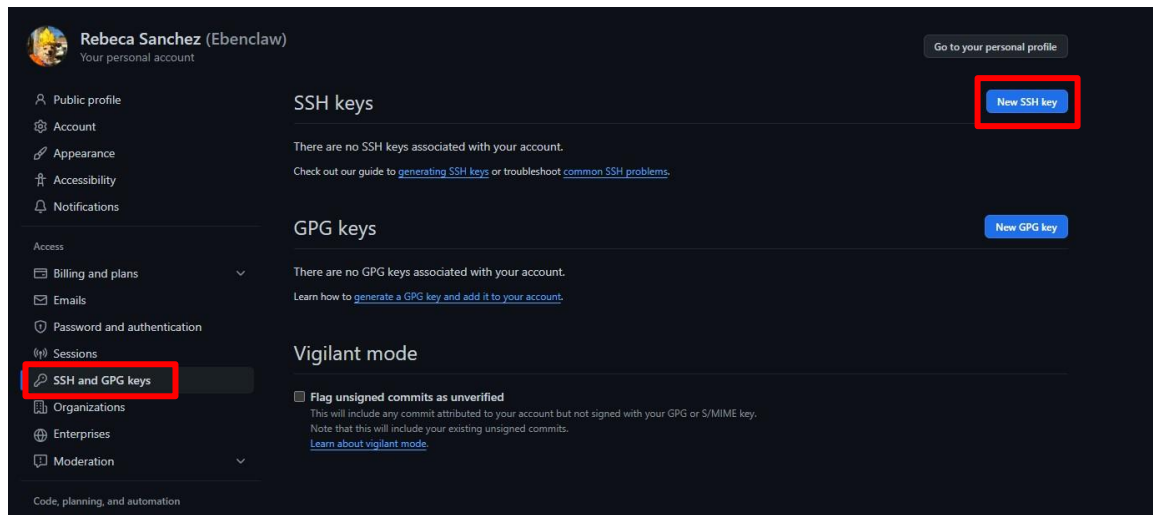 Rebeca Sanchez (Ebenclaw)
Your personal account
Go to your personal profile
Public profile
Account
Appearance
Accessibility
Notifications
Access
Billing and plans
Emails
Password and authentication
Sessions
SSH and GPG keys
Organizations
Enterprises
Moderation
Code, planning, and automation
SSH keys
New SSH key
There are no SSH keys associated with your account.
Check out our guide to generating SSH keys or troubleshoot common SSH problems.
GPG keys
New GPG key
There are no GPG keys associated with your account.
Learn how to generate a GPG key and add it to your account.
Vigilant mode
Flag unsigned commits as unverified
This will include any commit attributed to your account but not signed with your GPG or S/MIME key.
Note that this will include your existing unsigned commits.
Learn about vigilant mode.